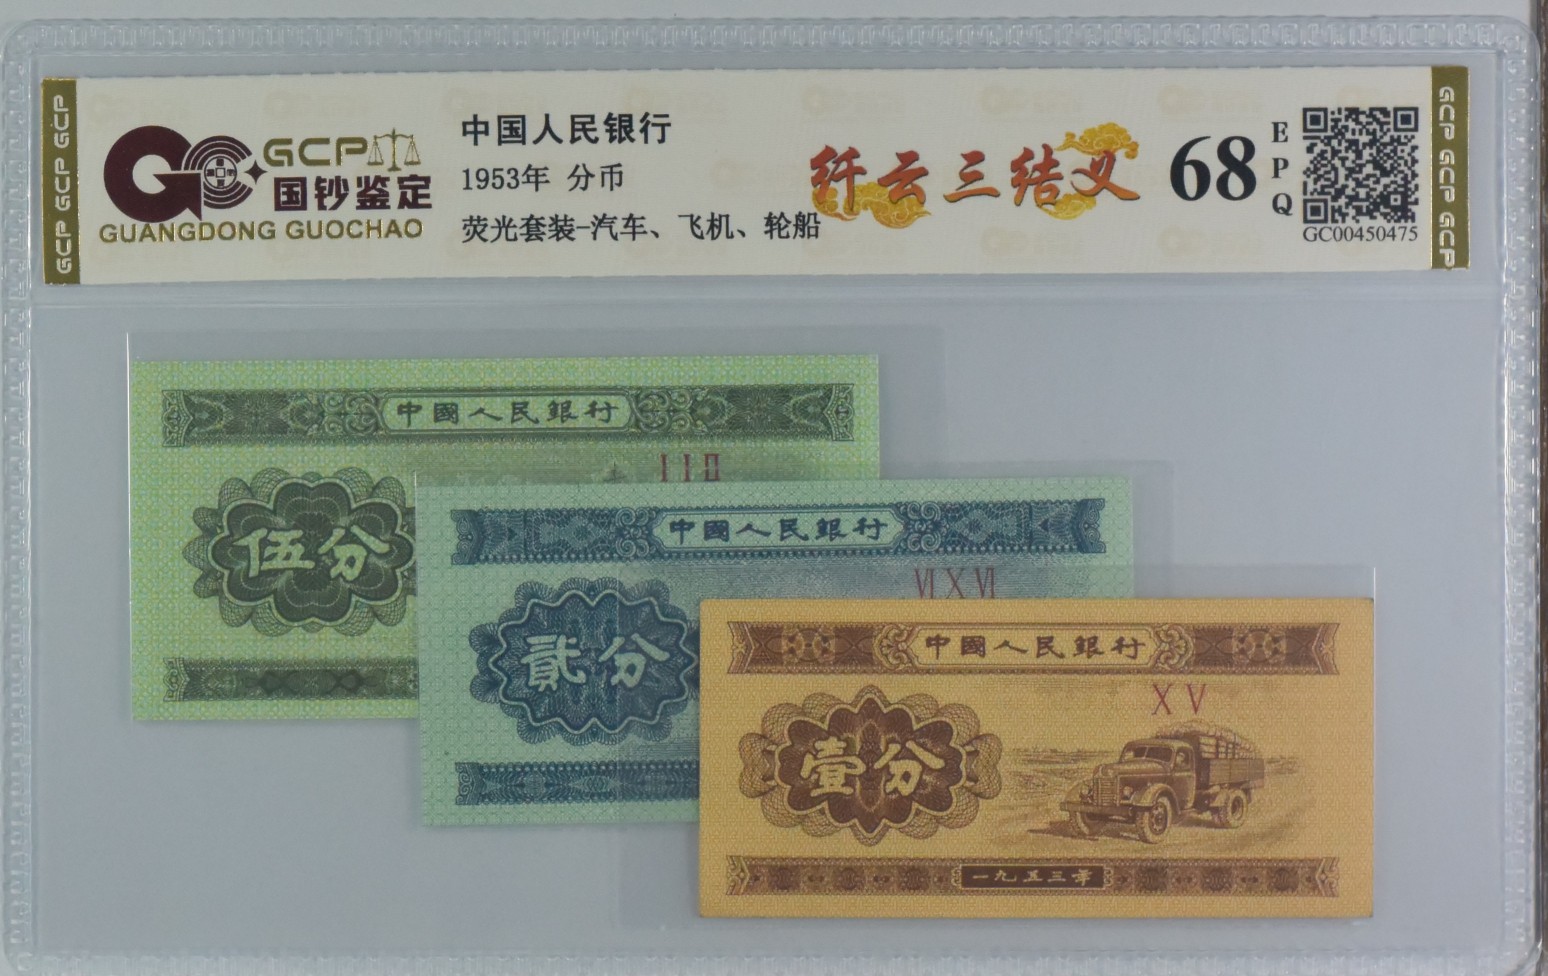 GCP GCP GCP
GCP
国钞鉴定
GUANGDONG GUOCHAO
中国人民银行
1953年 分币
荧光套装-汽车、飞机、轮船
纤云三结义
68
EPQ
GC00450475
GCP GCP GCP
中國人民銀行
I I II
伍分
中國人民銀行
VI X VI
貳分
中國人民銀行
X V
壹分
一九五三年